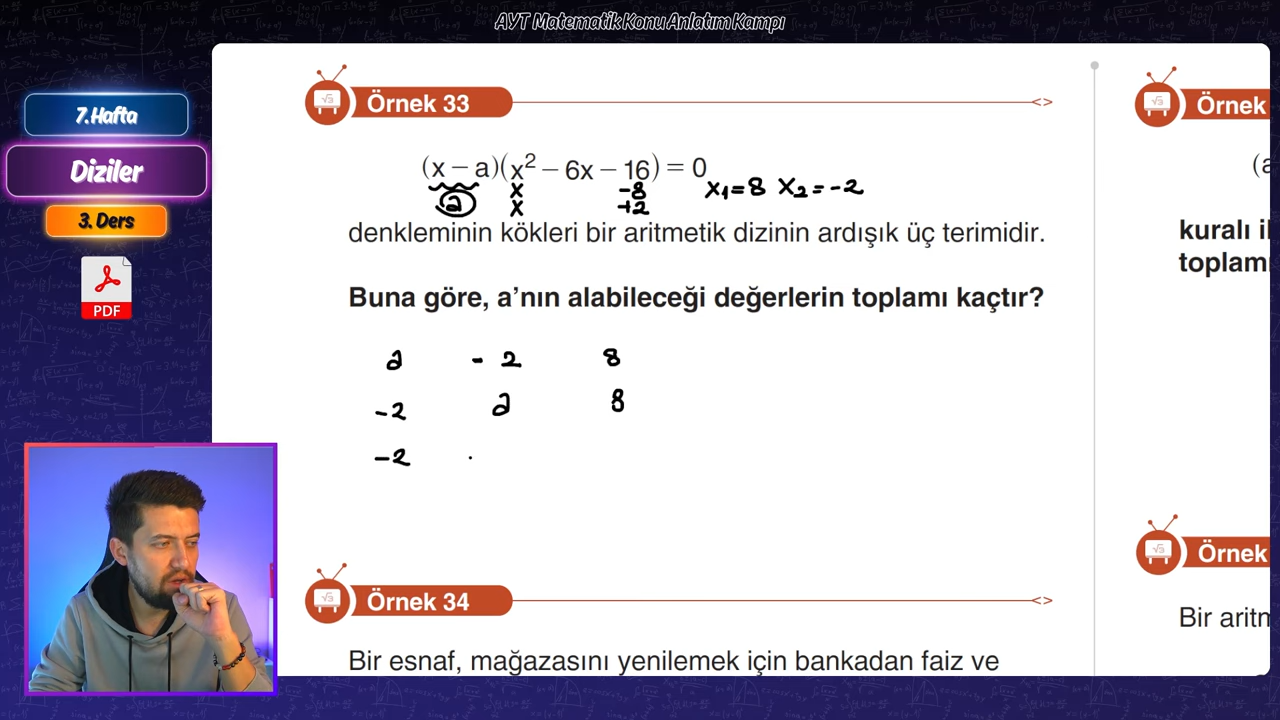 AYT Matematik Konu Anlatım Kampı
7.Hafta
Diziler
3. Ders
PDF
Örnek 33
(x – a)(x² – 6x – 16) = 0
a x -8 x₁=8 x₂=-2
x +2
denkleminin kökleri bir aritmetik dizinin ardışık üç terimidir.
Buna göre, a’nın alabileceği değerlerin toplamı kaçtır?
a -2 8
-2 a 8
-2
Örnek 34
Bir esnaf, mağazasını yenilemek için bankadan faiz ve
Örnek
(a
kuralı il
toplamı
Örnek
Bir aritm